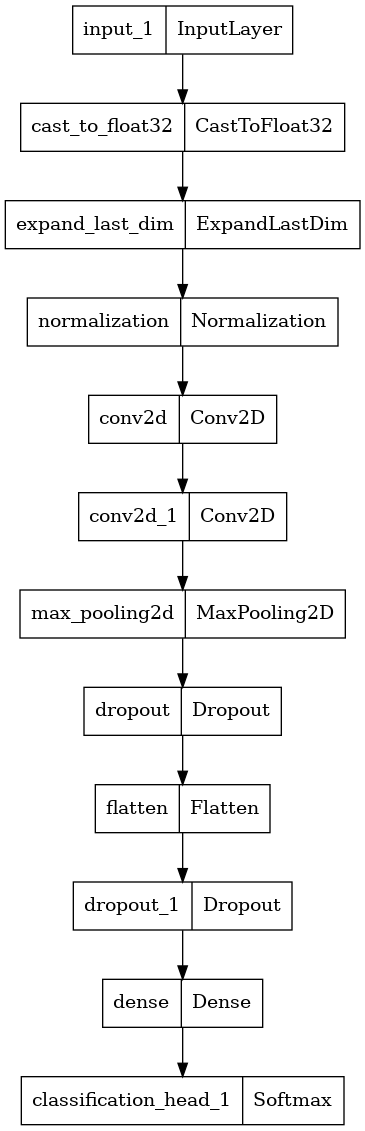 input_1 InputLayer
cast_to_float32 CastToFloat32
expand_last_dim ExpandLastDim
normalization Normalization
conv2d Conv2D
conv2d_1 Conv2D
max_pooling2d MaxPooling2D
dropout Dropout
flatten Flatten
dropout_1 Dropout
dense Dense
classification_head_1 Softmax